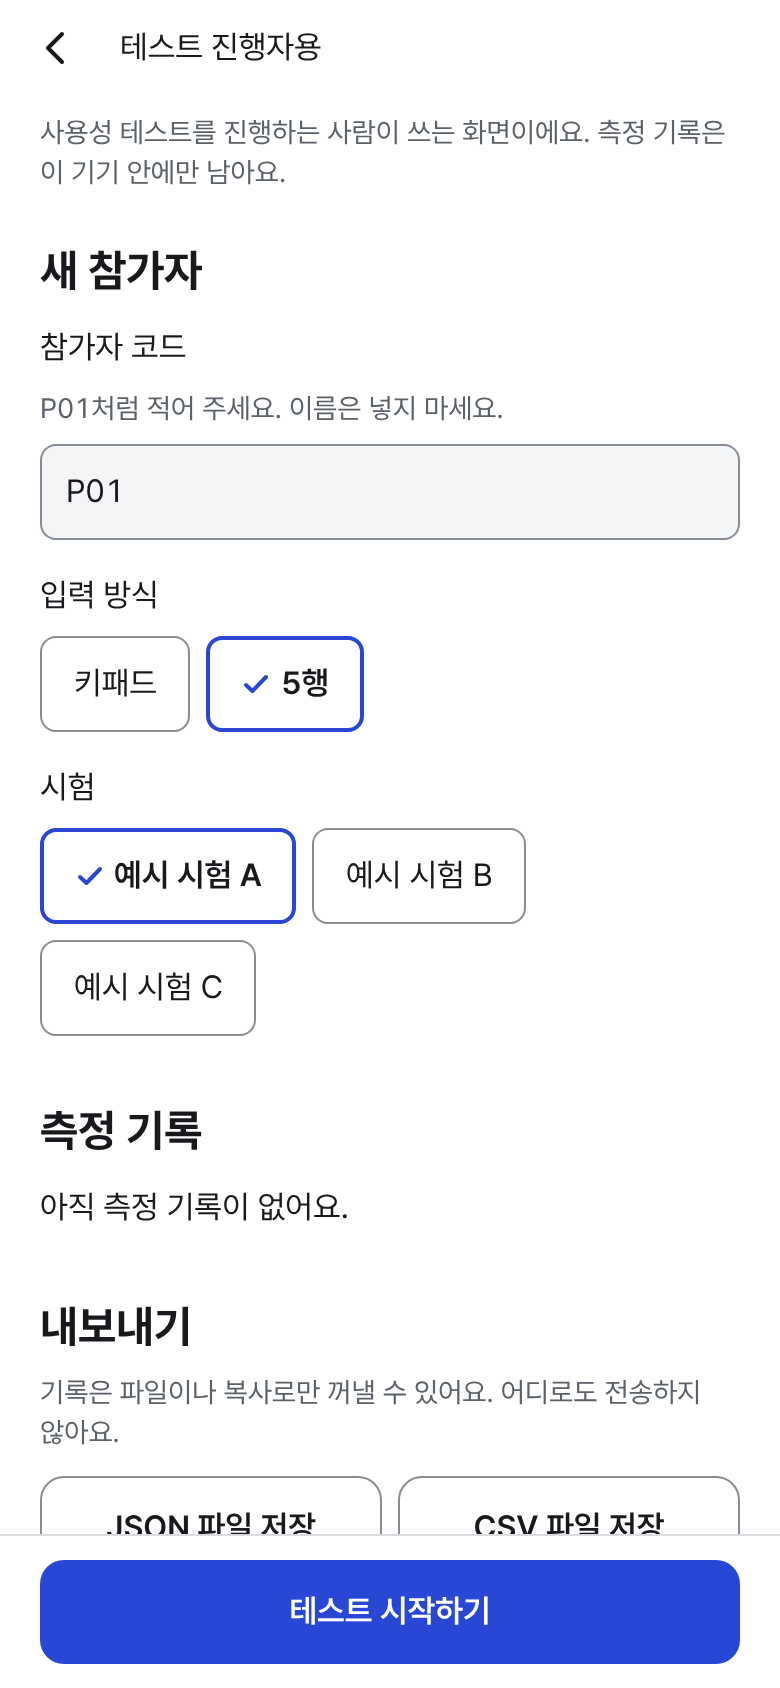 테스트 진행자용
사용성 테스트를 진행하는 사람이 쓰는 화면이에요. 측정 기록은
이 기기 안에만 남아요.
새 참가자
참가자 코드
P01처럼 적어 주세요. 이름은 넣지 마세요.
P01
입력 방식
키패드
5행
시험
예시 시험 A
예시 시험 B
예시 시험 C
측정 기록
아직 측정 기록이 없어요.
내보내기
기록은 파일이나 복사로만 꺼낼 수 있어요. 어디로도 전송하지
않아요.
JSON 파일 저장
CSV 파일 저장
테스트 시작하기